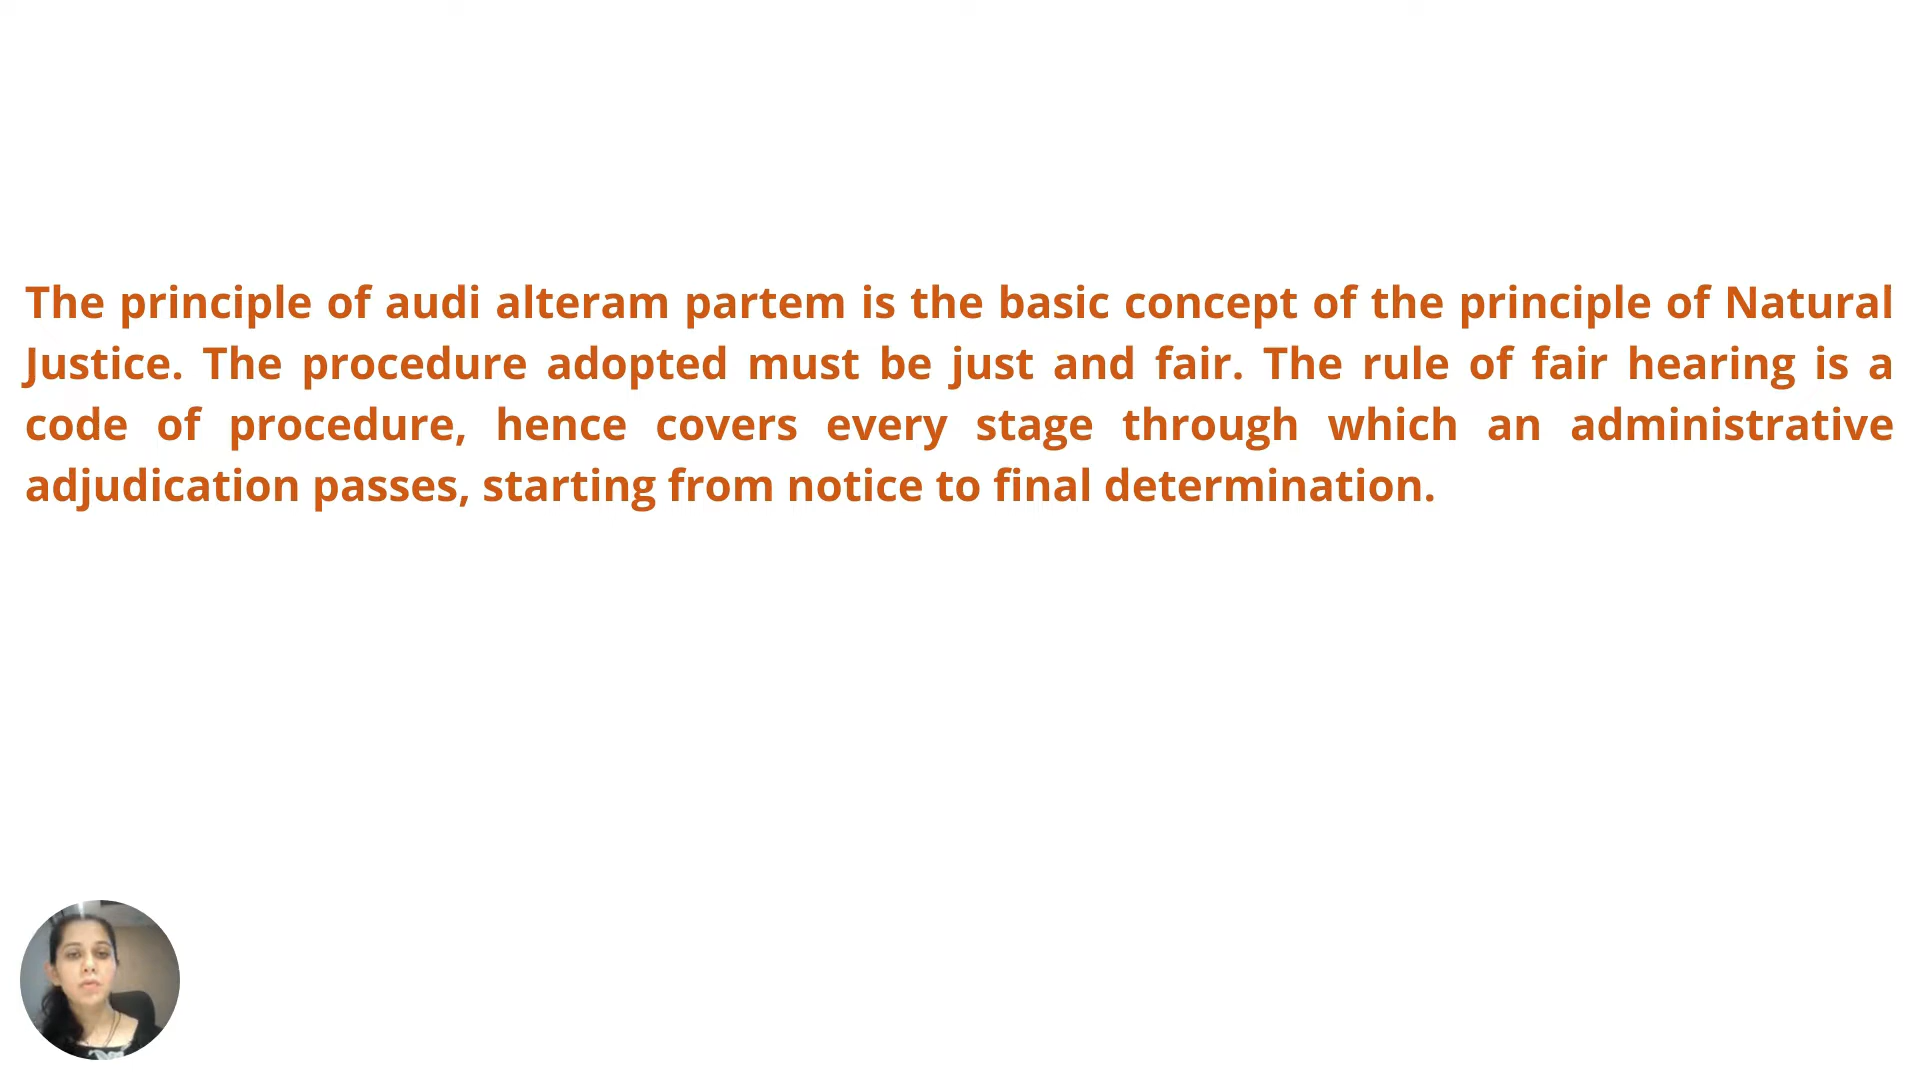 The principle of audi alteram partem is the basic concept of the principle of Natural
Justice. The procedure adopted must be just and fair. The rule of fair hearing is a
code of procedure, hence covers every stage through which an administrative
adjudication passes, starting from notice to final determination.